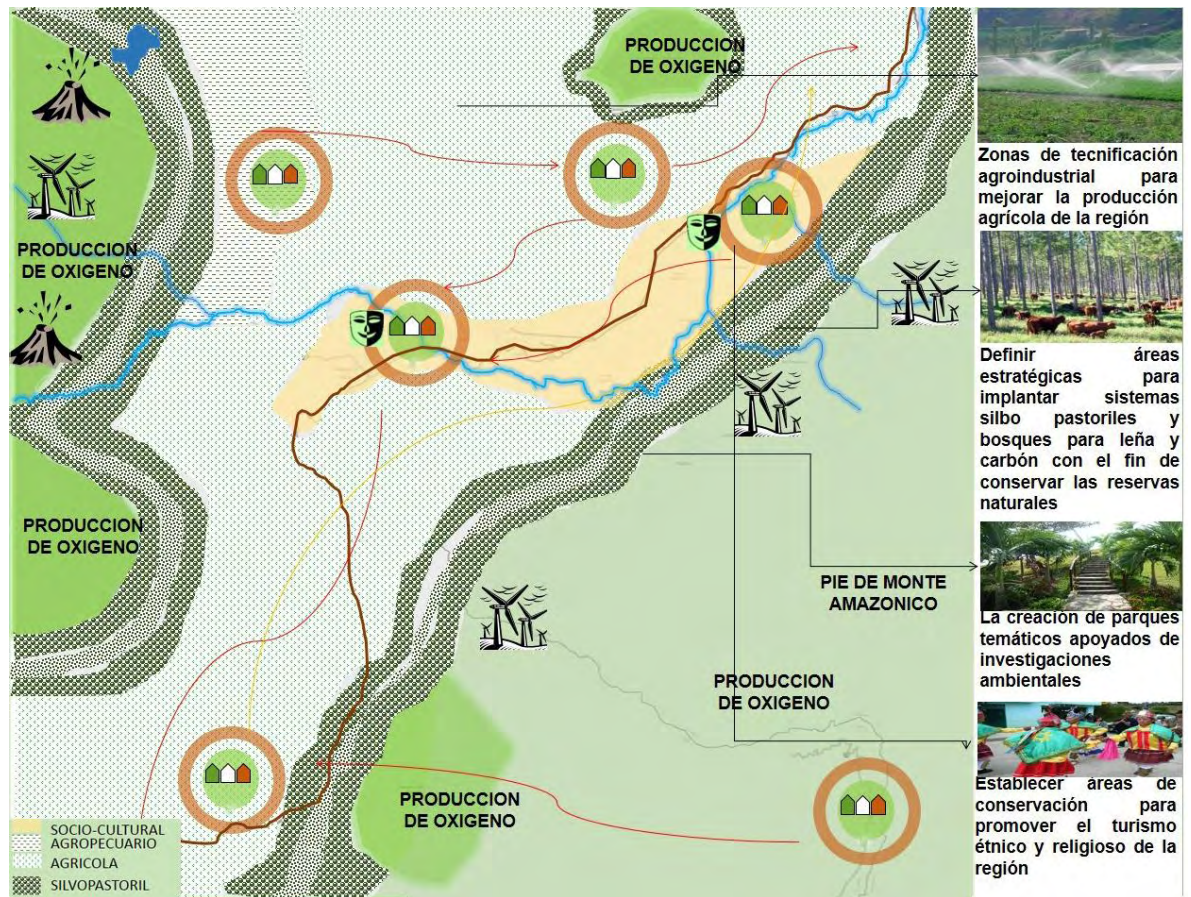 PRODUCCION
DE OXIGENO
PRODUCCION
DE OXIGENO
PRODUCCION
DE OXIGENO
PIE DE MONTE
AMAZONICO
PRODUCCION
DE OXIGENO
PRODUCCION
DE OXIGENO
SOCIO-CULTURAL
AGROPECUARIO
AGRICOLA
SILVOPASTORIL
Zonas de tecnificación
agroindustrial para
mejorar la producción
agrícola de la región
Definir áreas
estratégicas para
implantar sistemas
silbo pastoriles y
bosques para leña y
carbón con el fin de
conservar las reservas
naturales
La creación de parques
temáticos apoyados de
investigaciones
ambientales
Establecer áreas de
conservación para
promover el turismo
étnico y religioso de la
región